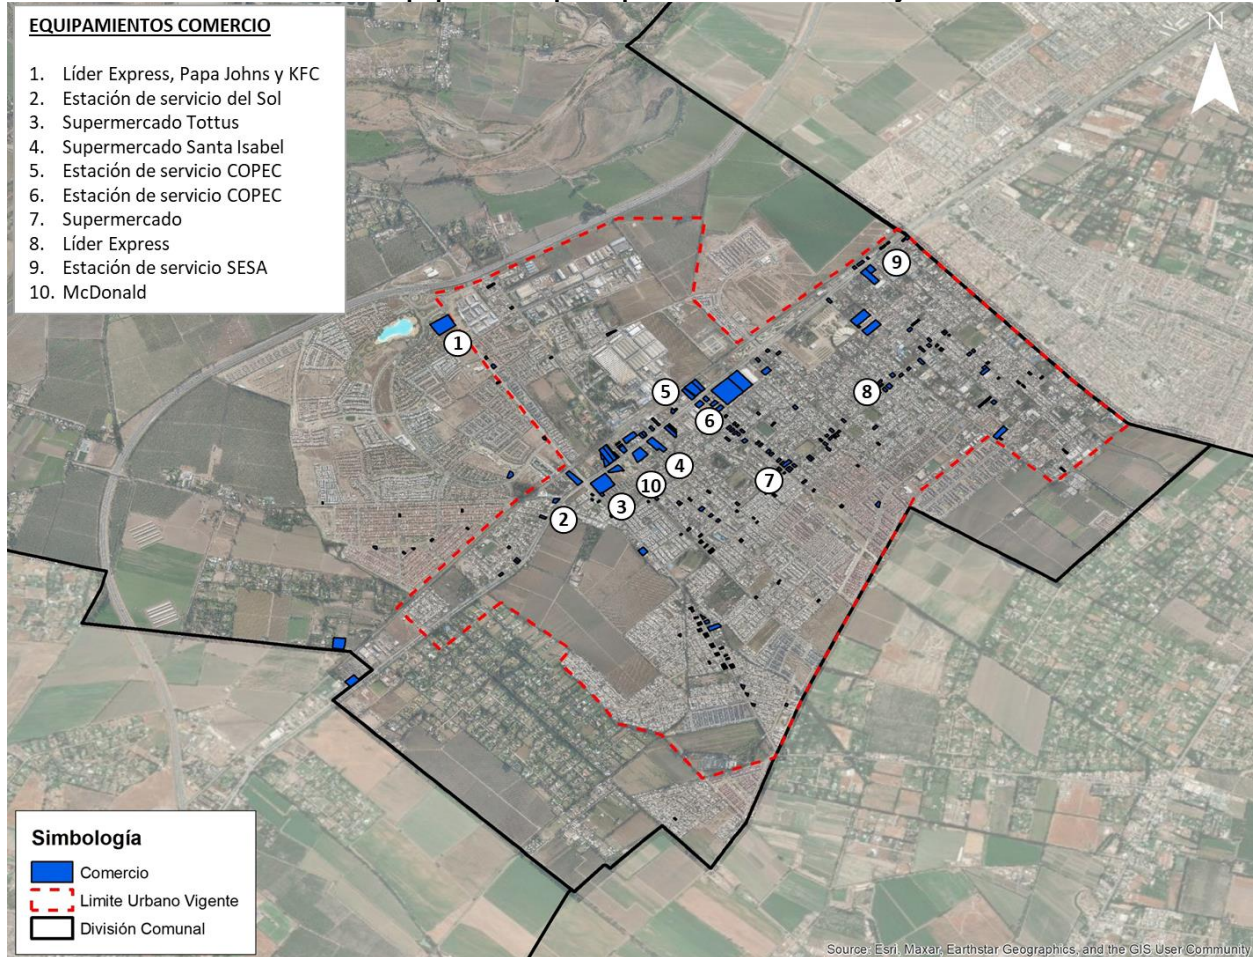 EQUIPAMIENTOS COMERCIO
1. Líder Express, Papa Johns y KFC
2. Estación de servicio del Sol
3. Supermercado Tottus
4. Supermercado Santa Isabel
5. Estación de servicio COPEC
6. Estación de servicio COPEC
7. Supermercado
8. Líder Express
9. Estación de servicio SESA
10. McDonald
N
9
1
5
8
6
4
7
10
3
2
Simbología
Comercio
Limite Urbano Vigente
División Comunal
Source: Esri, Maxar, Earthstar Geographics, and the GIS User Community